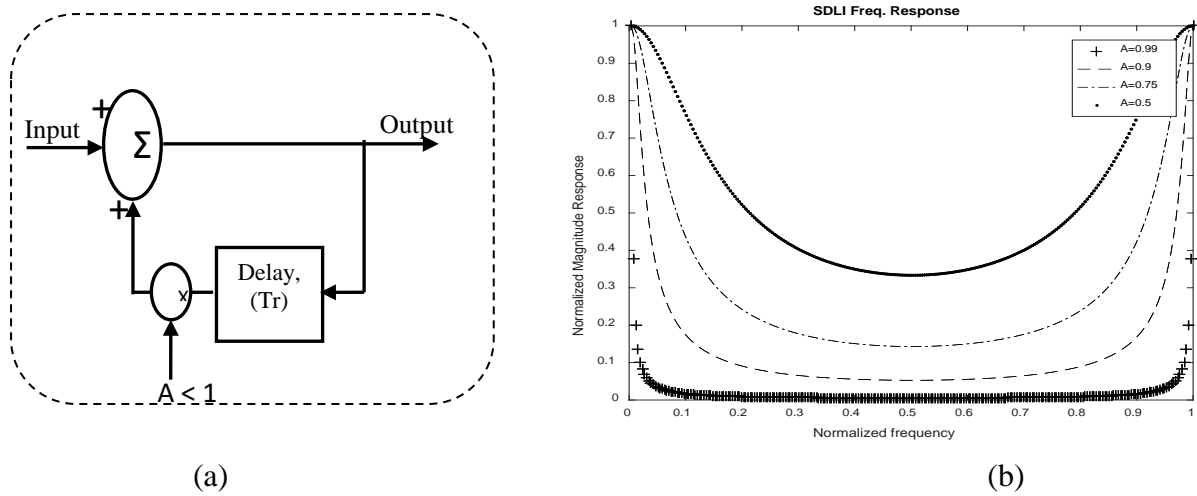 +
Input
Σ
Output
+
Delay,
(Tr)
x
A < 1
(a)
SDLI Freq. Response
Normalized Magnitude Response
1
0.9
0.8
0.7
0.6
0.5
0.4
0.3
0.2
0.1
0
A=0.99
A=0.9
A=0.75
A=0.5
0 0.1 0.2 0.3 0.4 0.5 0.6 0.7 0.8 0.9 1
Normalized frequency
(b)